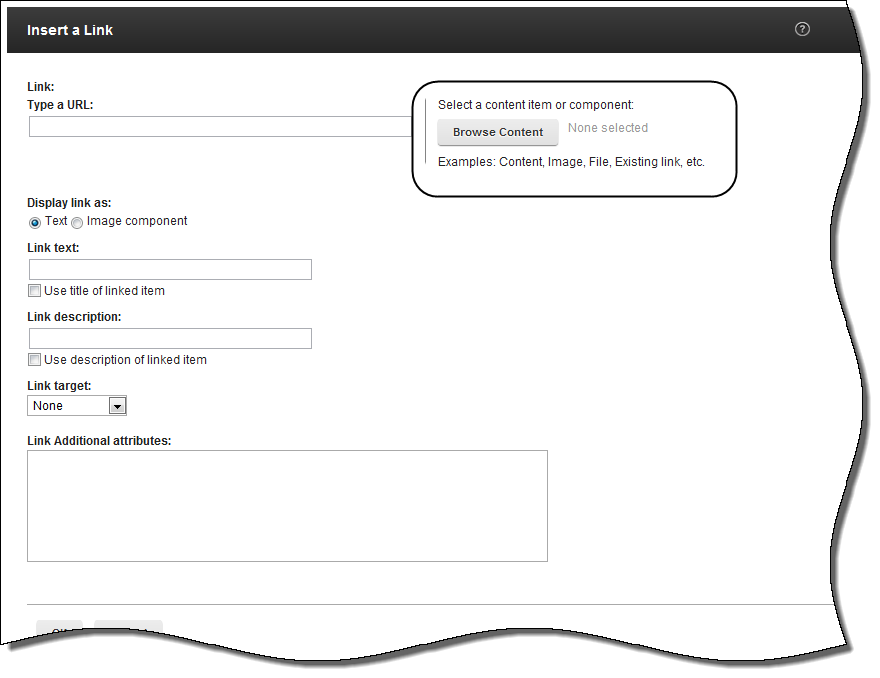 Insert a Link
?
Link:
Type a URL:
Select a content item or component:
Browse Content
None selected
Examples: Content, Image, File, Existing link, etc.
Display link as:
Text
Image component
Link text:
Use title of linked item
Link description:
Use description of linked item
Link target:
None
Link Additional attributes: